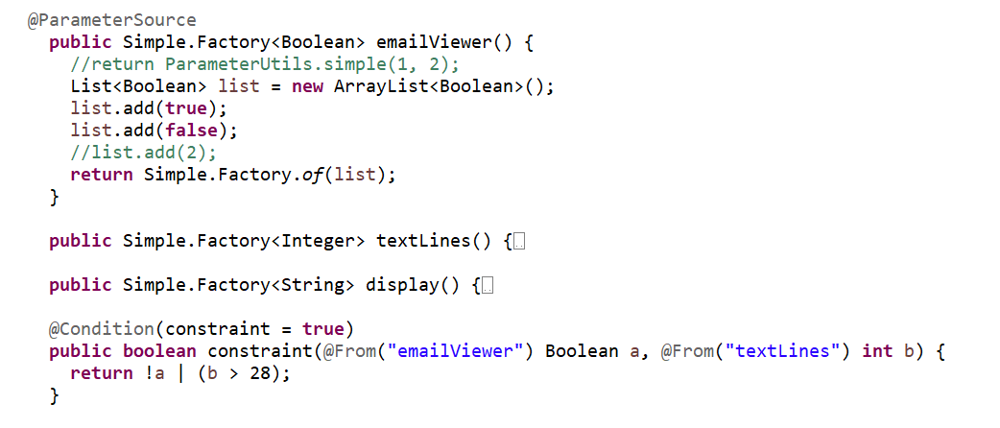 @ParameterSource
public Simple.Factory<Boolean> emailViewer() {
//return ParameterUtils.simple(1, 2);
List<Boolean> list = new ArrayList<Boolean>();
list.add(true);
list.add(false);
//list.add(2);
return Simple.Factory.of(list);
}
public Simple.Factory<Integer> textLines() {..
public Simple.Factory<String> display() {..
@Condition(constraint = true)
public boolean constraint(@From("emailViewer") Boolean a, @From("textLines") int b) {
return !a | (b > 28);
}